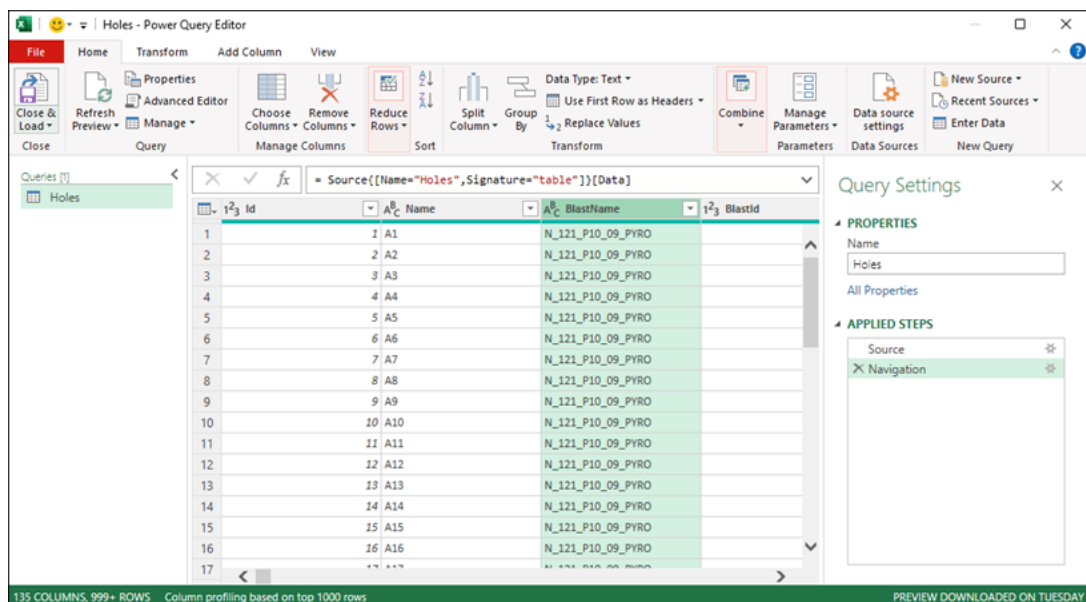 Holes - Power Query Editor
File Home Transform Add Column View
Close & Load
Refresh Preview
Properties
Advanced Editor
Manage
Choose Columns
Remove Columns
Reduce Rows
Split Column
Group By
Data Type: Text
Use First Row as Headers
Replace Values
Combine
Manage Parameters
Data source settings
New Source
Recent Sources
Enter Data
Close Query Manage Columns Sort Transform Parameters Data Sources New Query
Queries [1]
Holes
fx = Source{[Name="Holes",Signature="table"]}[Data]
1²3 Id ABC Name ABC BlastName 1²3 BlastId
1 1 A1 N_121_P10_09_PYRO
2 2 A2 N_121_P10_09_PYRO
3 3 A3 N_121_P10_09_PYRO
4 4 A4 N_121_P10_09_PYRO
5 5 A5 N_121_P10_09_PYRO
6 6 A6 N_121_P10_09_PYRO
7 7 A7 N_121_P10_09_PYRO
8 8 A8 N_121_P10_09_PYRO
9 9 A9 N_121_P10_09_PYRO
10 10 A10 N_121_P10_09_PYRO
11 11 A11 N_121_P10_09_PYRO
12 12 A12 N_121_P10_09_PYRO
13 13 A13 N_121_P10_09_PYRO
14 14 A14 N_121_P10_09_PYRO
15 15 A15 N_121_P10_09_PYRO
16 16 A16 N_121_P10_09_PYRO
17
Query Settings
PROPERTIES
Name
Holes
All Properties
APPLIED STEPS
Source
Navigation
135 COLUMNS, 999+ ROWS Column profiling based on top 1000 rows PREVIEW DOWNLOADED ON TUESDAY